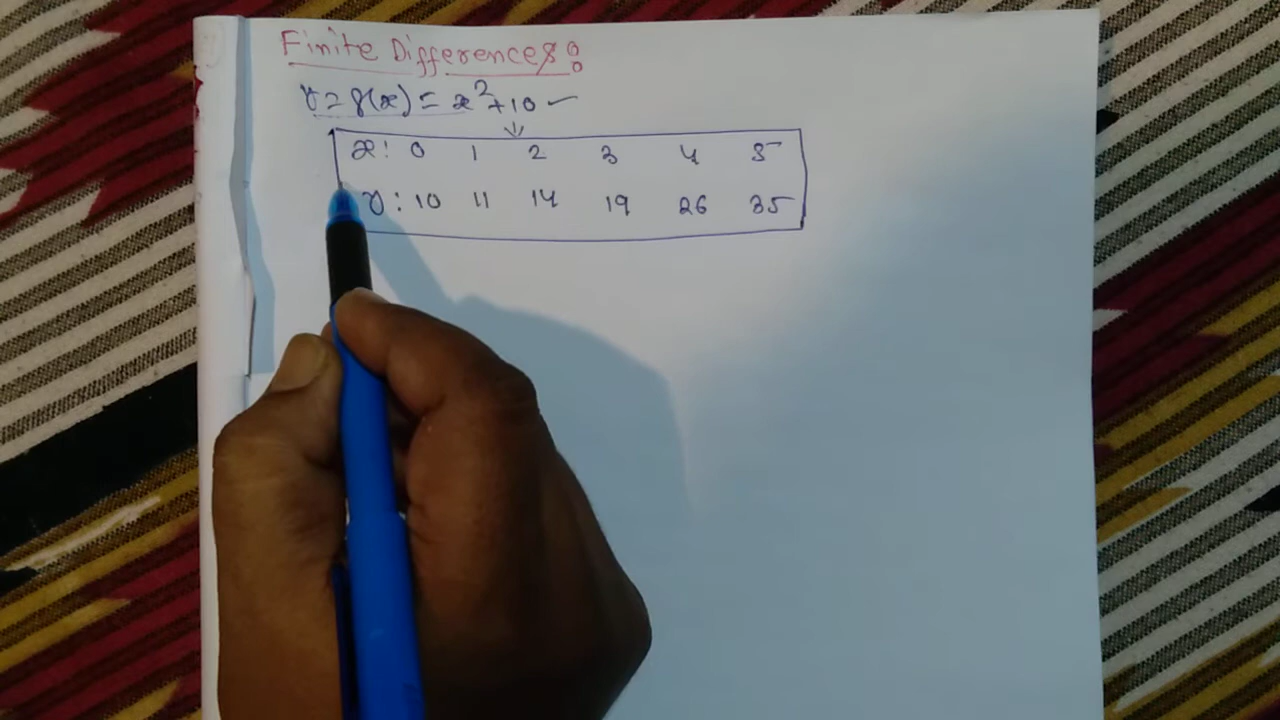 Finite Differences:
y = f(x) = x²+10
x: 0 1 2 3 4 5
y: 10 11 14 19 26 35